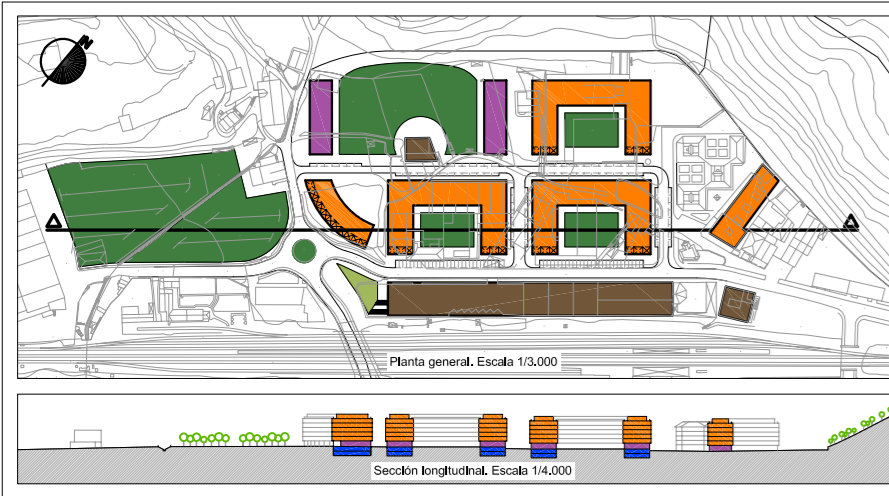 N
Planta general. Escala 1/3.000
Sección longitudinal. Escala 1/4.000